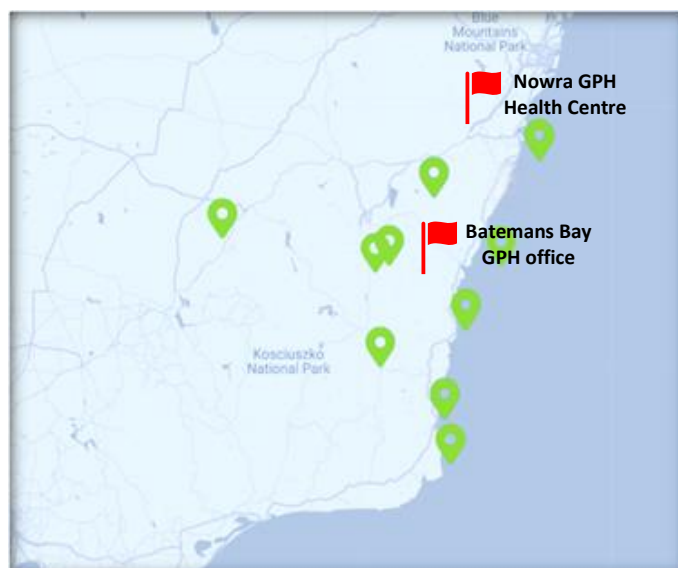 Blue
Mountains
National Park
Nowra GPH
Health Centre
Batemans Bay
GPH office
Kosciuszko
National Park